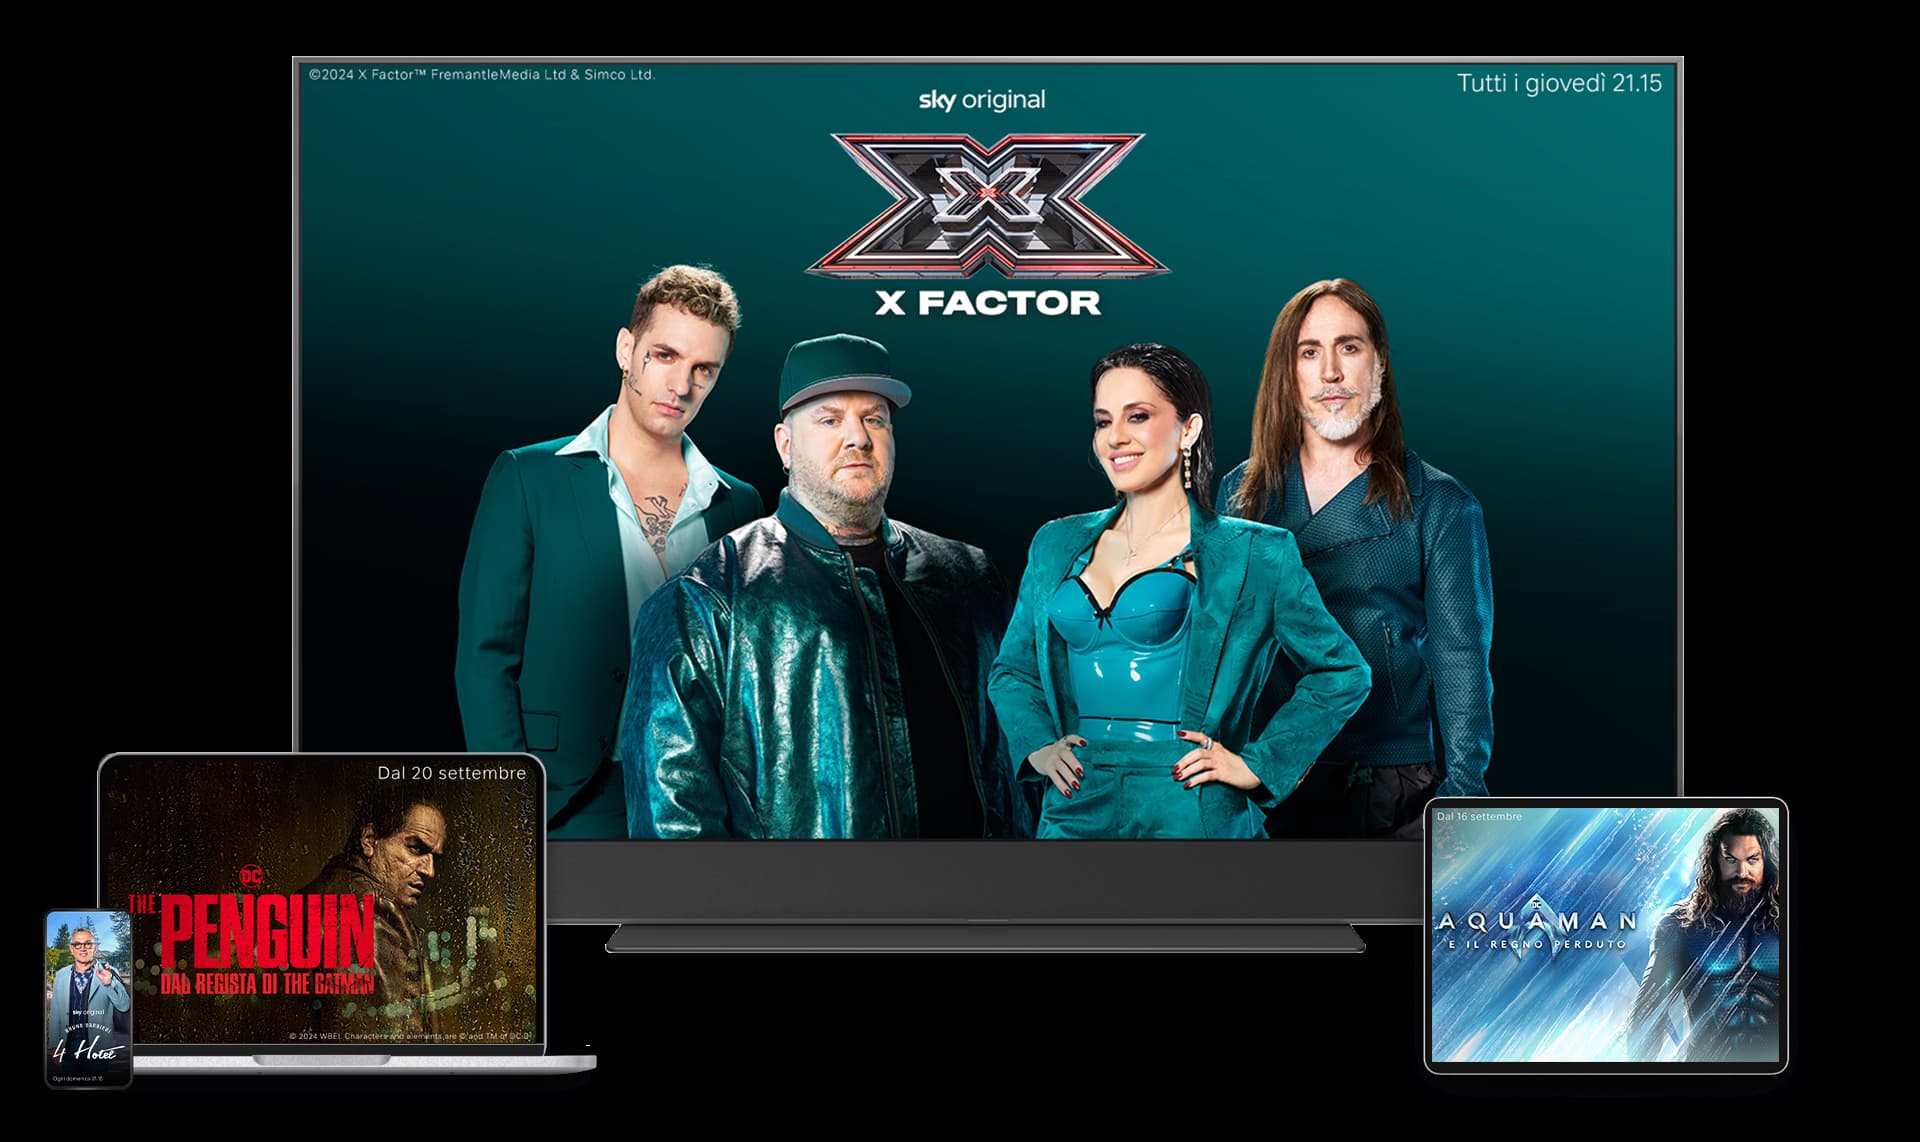 ©2024 X Factor™ FremantleMedia Ltd & Simco Ltd.
Tutti i giovedì 21.15
sky original
X FACTOR
Dal 20 settembre
DC
THE
PENGUIN
DAL REGISTA DI THE BATMAN
© 2024 WBEI. Characters and elements are © and TM of DC.
sky original
BRUNO BARBIERI
4 Hotel
Ogni domenica 21.15
Dal 16 settembre
DC
AQUAMAN
E IL REGNO PERDUTO